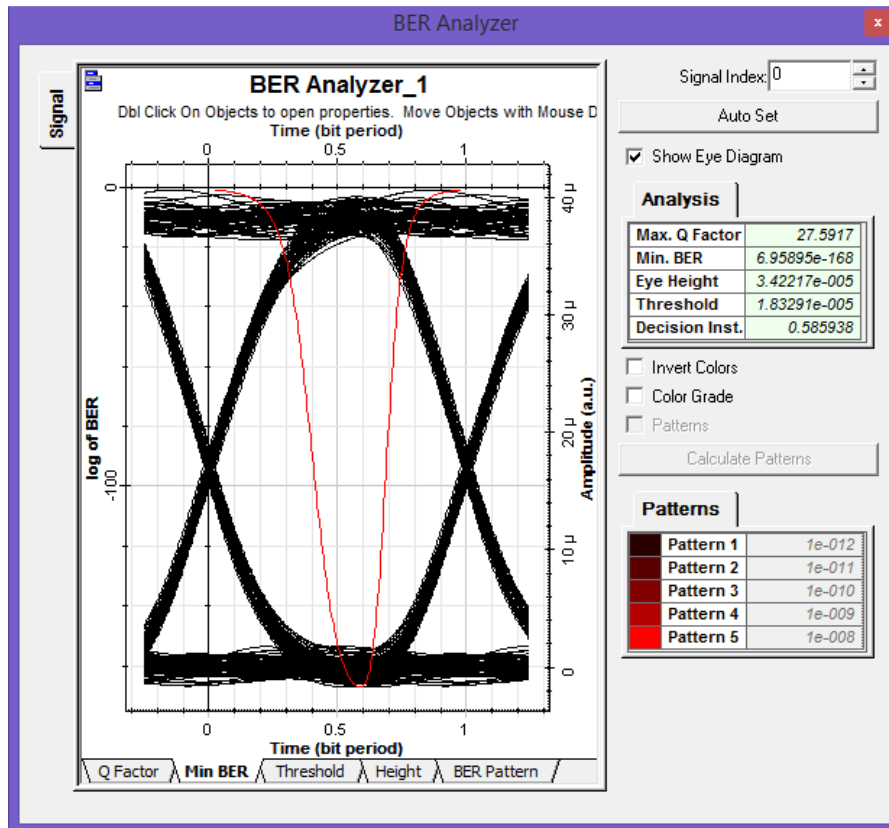 BER Analyzer
x
Signal
BER Analyzer_1
Dbl Click On Objects to open properties. Move Objects with Mouse D
Time (bit period)
0 0.5 1
log of BER
0
-100
Amplitude (a.u.)
40 µ
30 µ
20 µ
10 µ
0
0 0.5 1
Time (bit period)
Q Factor Min BER Threshold Height BER Pattern
Signal Index: 0
Auto Set
Show Eye Diagram
Analysis
Max. Q Factor 27.5917
Min. BER 6.95895e-168
Eye Height 3.42217e-005
Threshold 1.83291e-005
Decision Inst. 0.585938
Invert Colors
Color Grade
Patterns
Calculate Patterns
Patterns
Pattern 1 1e-012
Pattern 2 1e-011
Pattern 3 1e-010
Pattern 4 1e-009
Pattern 5 1e-008